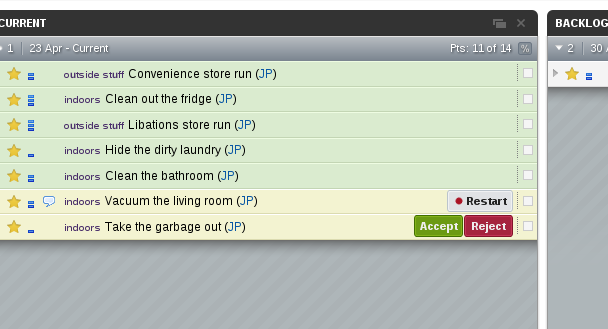 CURRENT
BACKLOG
1 23 Apr - Current Pts: 11 of 14 %
2 30
outside stuff Convenience store run (JP)
indoors Clean out the fridge (JP)
outside stuff Libations store run (JP)
indoors Hide the dirty laundry (JP)
indoors Clean the bathroom (JP)
indoors Vacuum the living room (JP) Restart
indoors Take the garbage out (JP) Accept Reject